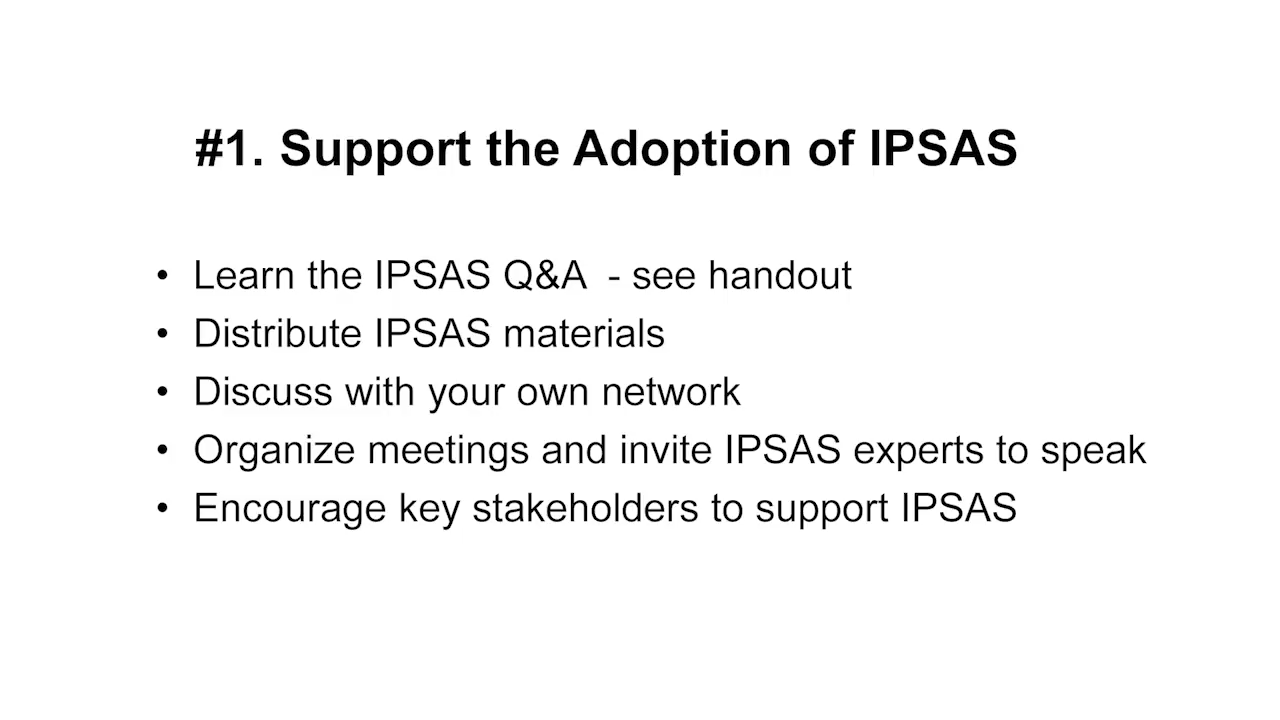 #1. Support the Adoption of IPSAS
• Learn the IPSAS Q&A - see handout
• Distribute IPSAS materials
• Discuss with your own network
• Organize meetings and invite IPSAS experts to speak
• Encourage key stakeholders to support IPSAS